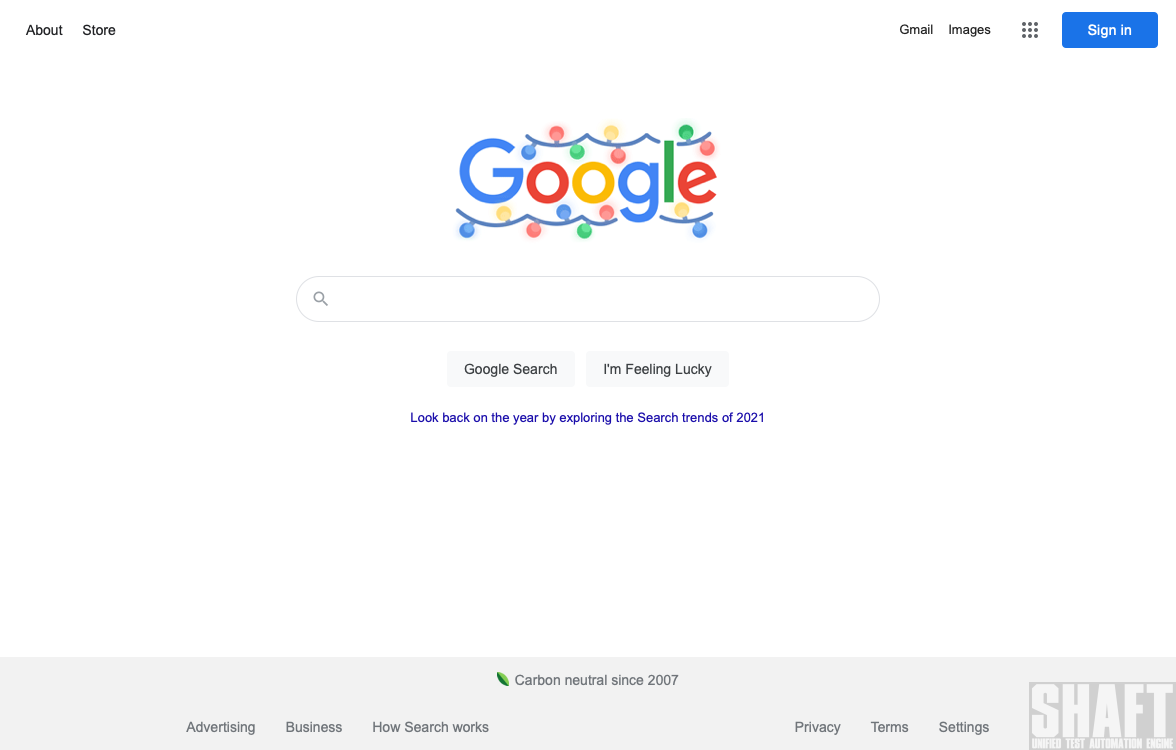 About Store
Gmail Images Sign in
Google
Google Search I'm Feeling Lucky
Look back on the year by exploring the Search trends of 2021
Carbon neutral since 2007
Advertising Business How Search works Privacy Terms Settings
SHAFT
UNIFIED TEST AUTOMATION ENGINE